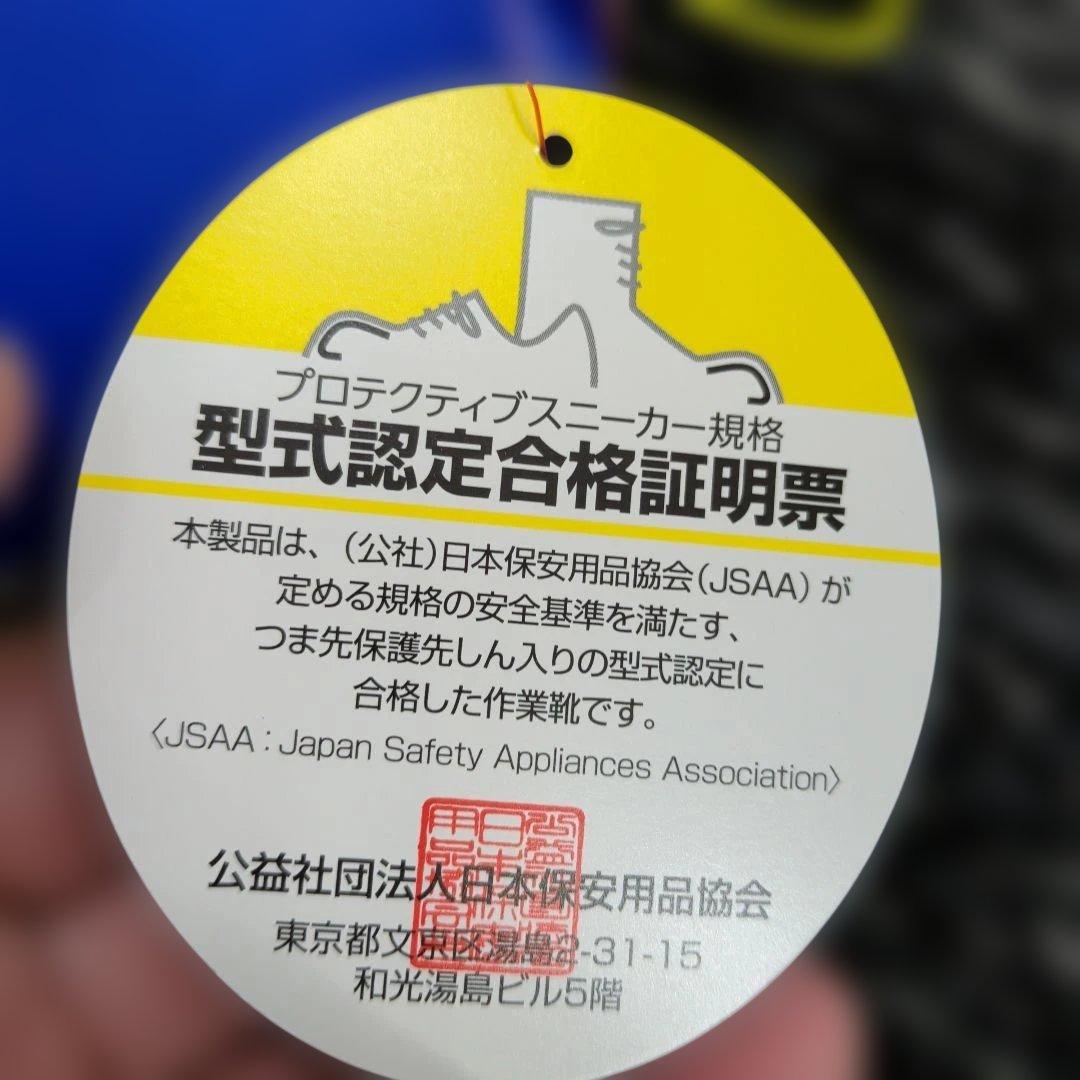 プロテクティブスニーカー規格
型式認定合格証明票
本製品は、(公社)日本保安用品協会(JSAA)が
定める規格の安全基準を満たす、
つま先保護先しん入りの型式認定に
合格した作業靴です。
〈JSAA：Japan Safety Appliances Association〉
公益社団法人日本保安用品協会
東京都文京区湯島2-31-15
和光湯島ビル5階